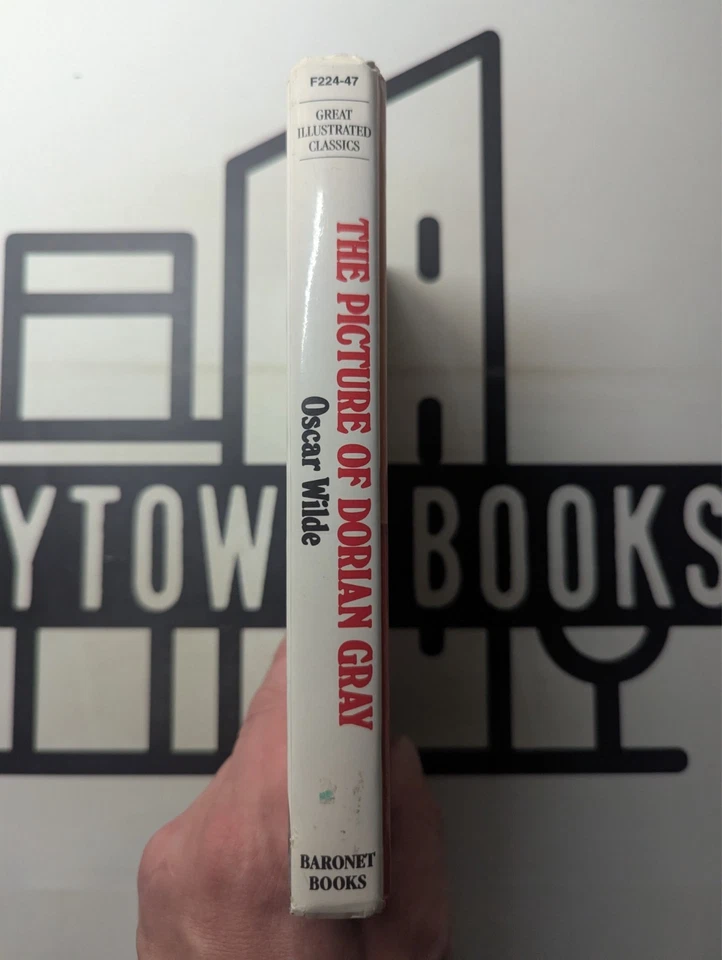 F224-47
GREAT
ILLUSTRATED
CLASSICS
THE PICTURE OF DORIAN GRAY
Oscar Wilde
BARONET
BOOKS
YTOW BOOKS